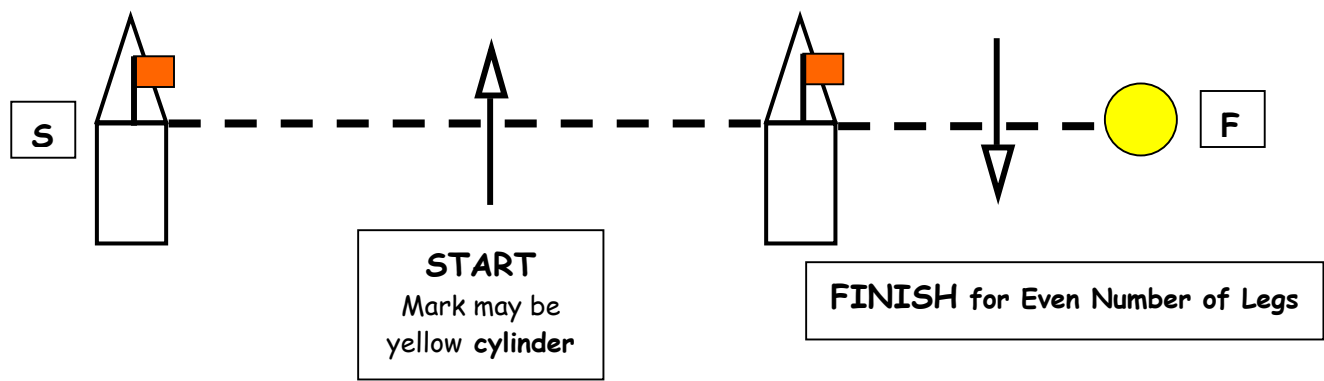 S
F
START
Mark may be
yellow cylinder
FINISH for Even Number of Legs